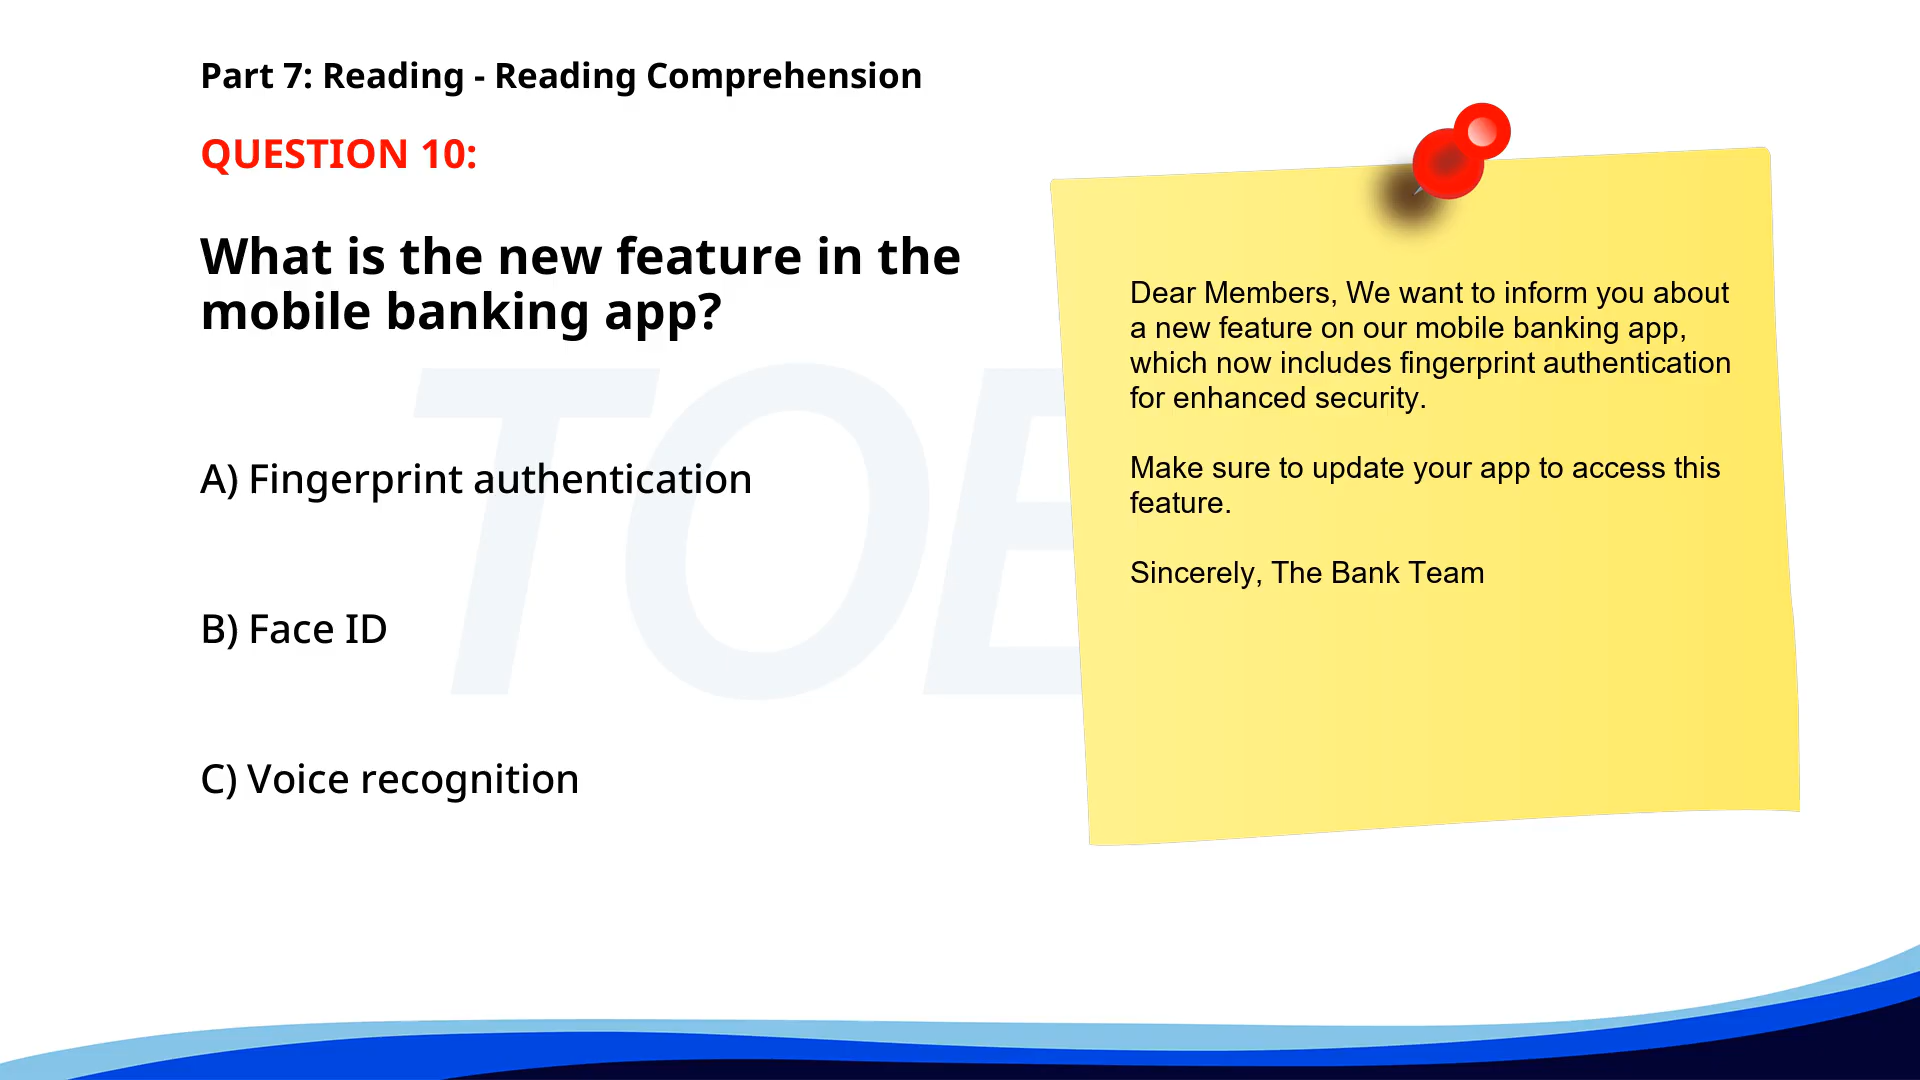 Part 7: Reading - Reading Comprehension
QUESTION 10:
What is the new feature in the
mobile banking app?
A) Fingerprint authentication
B) Face ID
C) Voice recognition
Dear Members, We want to inform you about
a new feature on our mobile banking app,
which now includes fingerprint authentication
for enhanced security.
Make sure to update your app to access this
feature.
Sincerely, The Bank Team
TOE